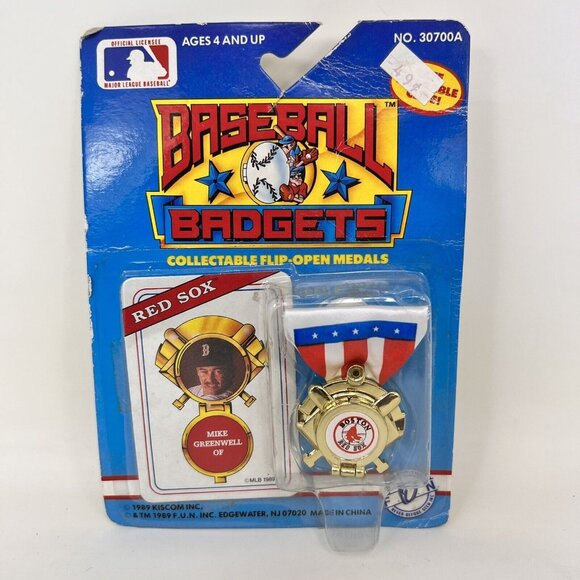 OFFICIAL LICENSEE
MAJOR LEAGUE BASEBALL
AGES 4 AND UP
NO. 30700A
BASEBALL
BADGETS
TM
COLLECTABLE FLIP-OPEN MEDALS
RED SOX
B
MIKE
GREENWELL
OF
©MLB 1989
BOSTON
RED SOX
© 1989 KISCOM INC.
& TM 1989 F.U.N. INC. EDGEWATER, NJ 07020 MADE IN CHINA